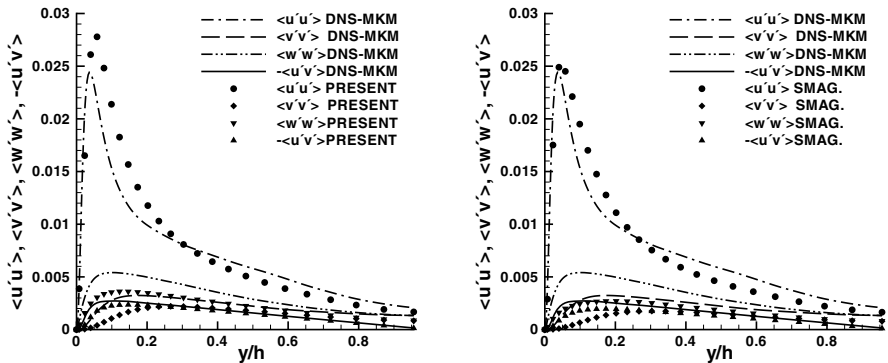 <u´u´>, <v´v´>, <w´w´>, -<u´v´>
0.03
0.025
0.02
0.015
0.01
0.005
0
0
0.2
0.4
0.6
0.8
y/h
<u´u´> DNS-MKM
<v´v´> DNS-MKM
<w´w´> DNS-MKM
-<u´v´> DNS-MKM
<u´u´> PRESENT
<v´v´> PRESENT
<w´w´> PRESENT
-<u´v´> PRESENT
<u´u´>, <v´v´>, <w´w´>, -<u´v´>
0.03
0.025
0.02
0.015
0.01
0.005
0
0
0.2
0.4
0.6
0.8
y/h
<u´u´> DNS-MKM
<v´v´> DNS-MKM
<w´w´> DNS-MKM
-<u´v´> DNS-MKM
<u´u´> SMAG.
<v´v´> SMAG.
<w´w´> SMAG.
-<u´v´> SMAG.